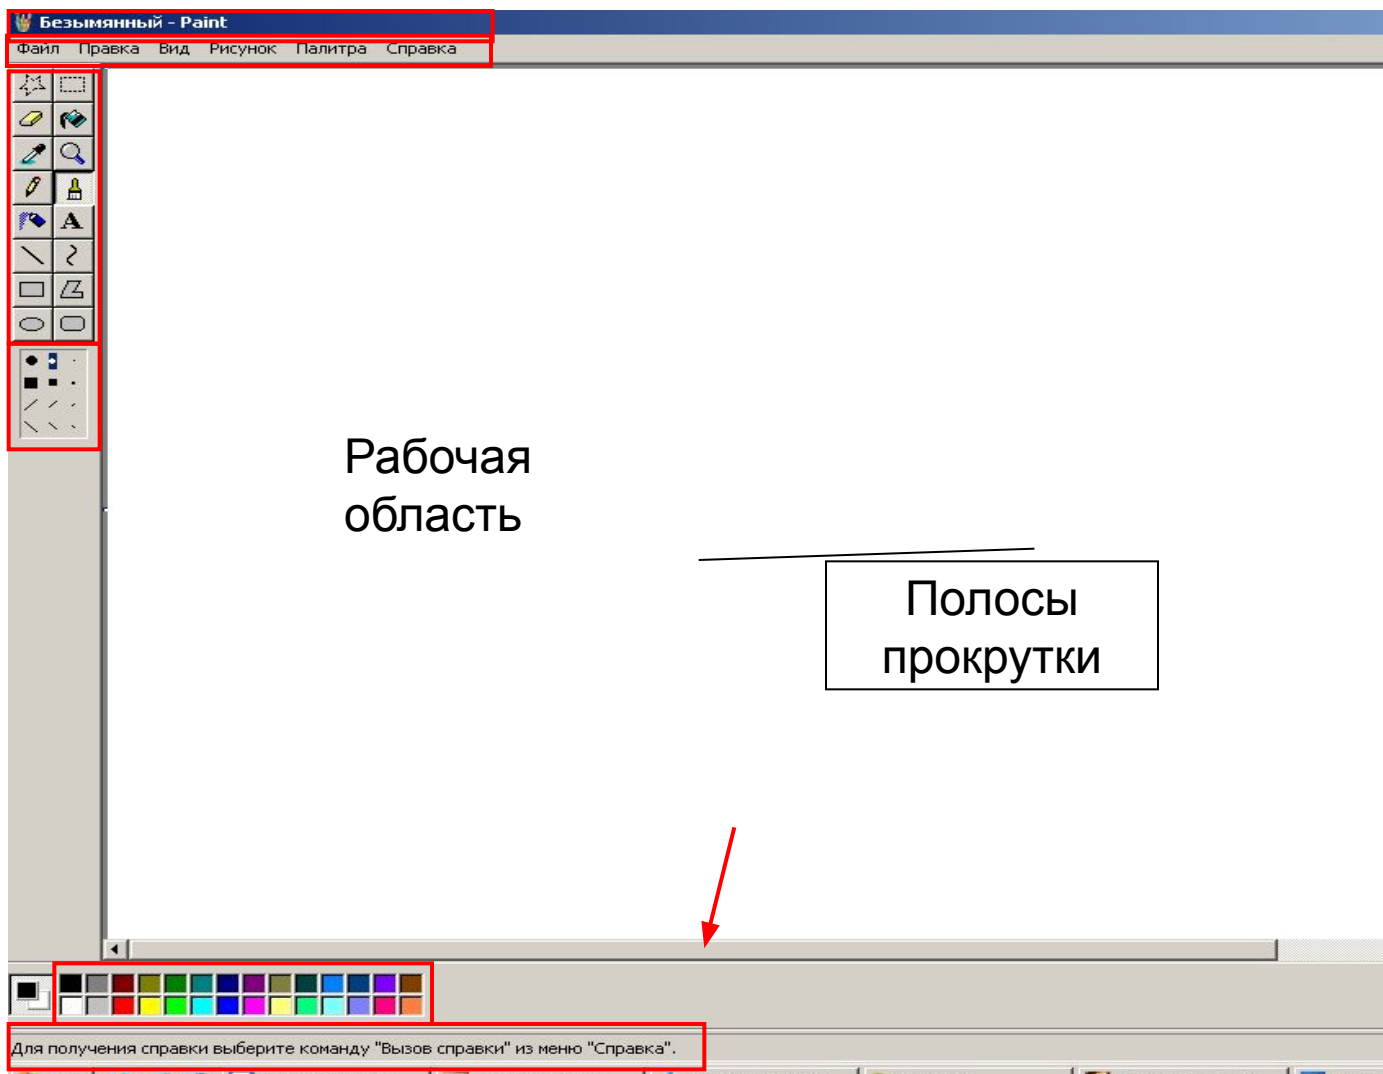 Безымянный - Paint
Файл Правка Вид Рисунок Палитра Справка
A
Рабочая
область
Полосы
прокрутки
Для получения справки выберите команду "Вызов справки" из меню "Справка".